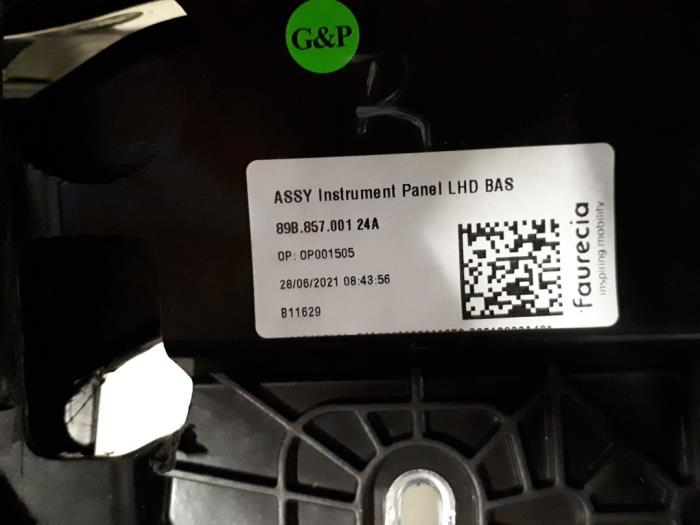 G&P
ASSY Instrument Panel LHD BAS
89B.857.001 24A
OP: OP001505
28/06/2021 08:43:56
B11629
faurecia
inspiring mobility